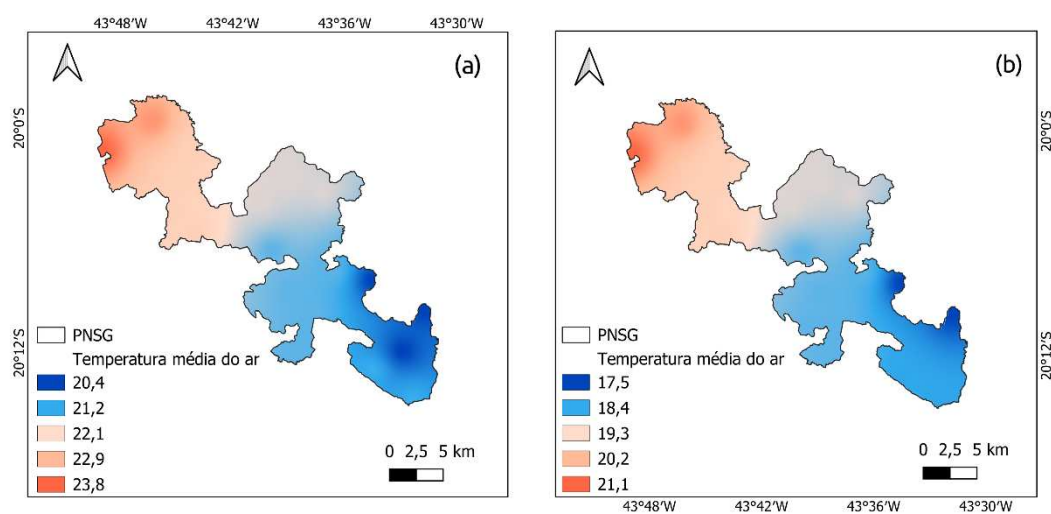 43°48'W 43°42'W 43°36'W 43°30'W
(a)
20°0'S
20°12'S
PNSG
Temperatura média do ar
20,4
21,2
22,1
22,9
23,8
0 2,5 5 km
(b)
20°0'S
20°12'S
PNSG
Temperatura média do ar
17,5
18,4
19,3
20,2
21,1
0 2,5 5 km
43°48'W 43°42'W 43°36'W 43°30'W